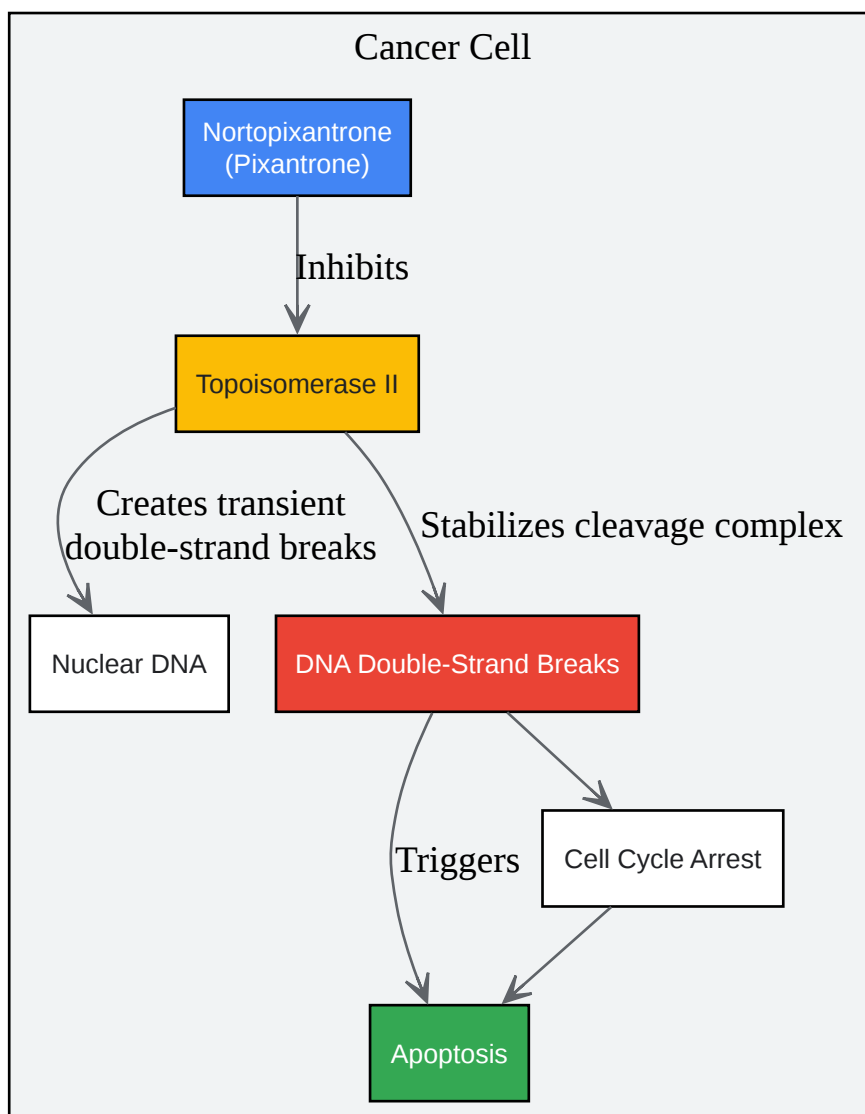 Cancer Cell
Nortopixantrone
(Pixantrone)
Inhibits
Topoisomerase II
Creates transient
double-strand breaks
Stabilizes cleavage complex
Nuclear DNA
DNA Double-Strand Breaks
Triggers
Cell Cycle Arrest
Apoptosis